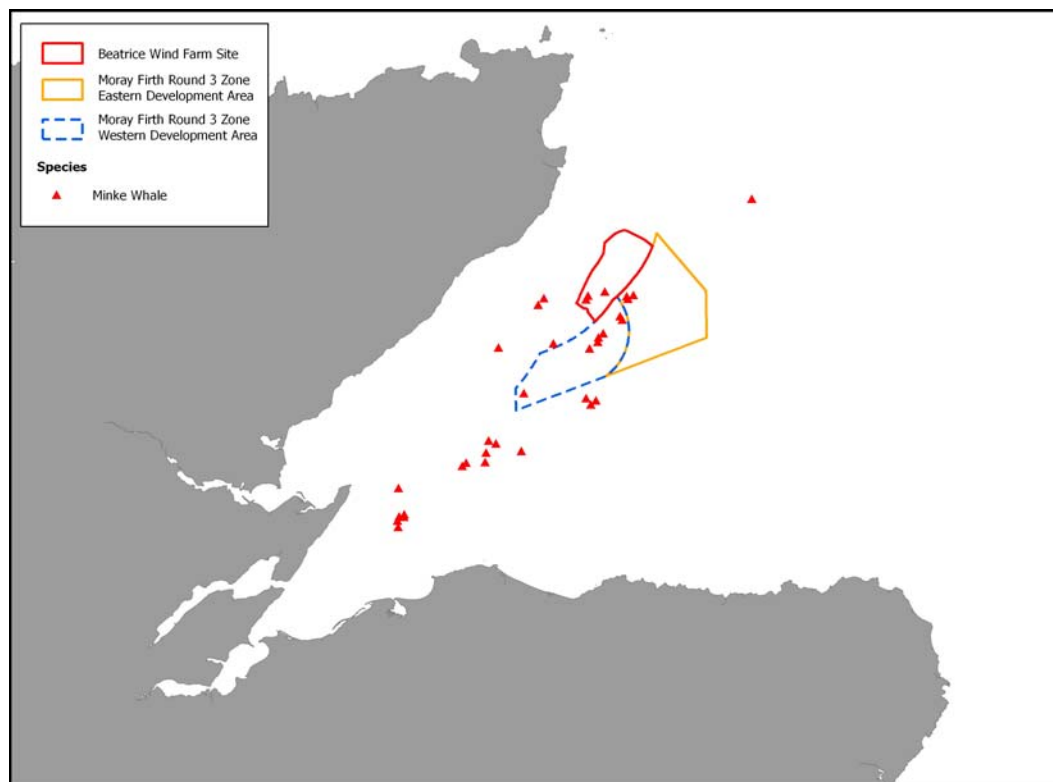 Beatrice Wind Farm Site
Moray Firth Round 3 Zone
Eastern Development Area
Moray Firth Round 3 Zone
Western Development Area
Species
Minke Whale